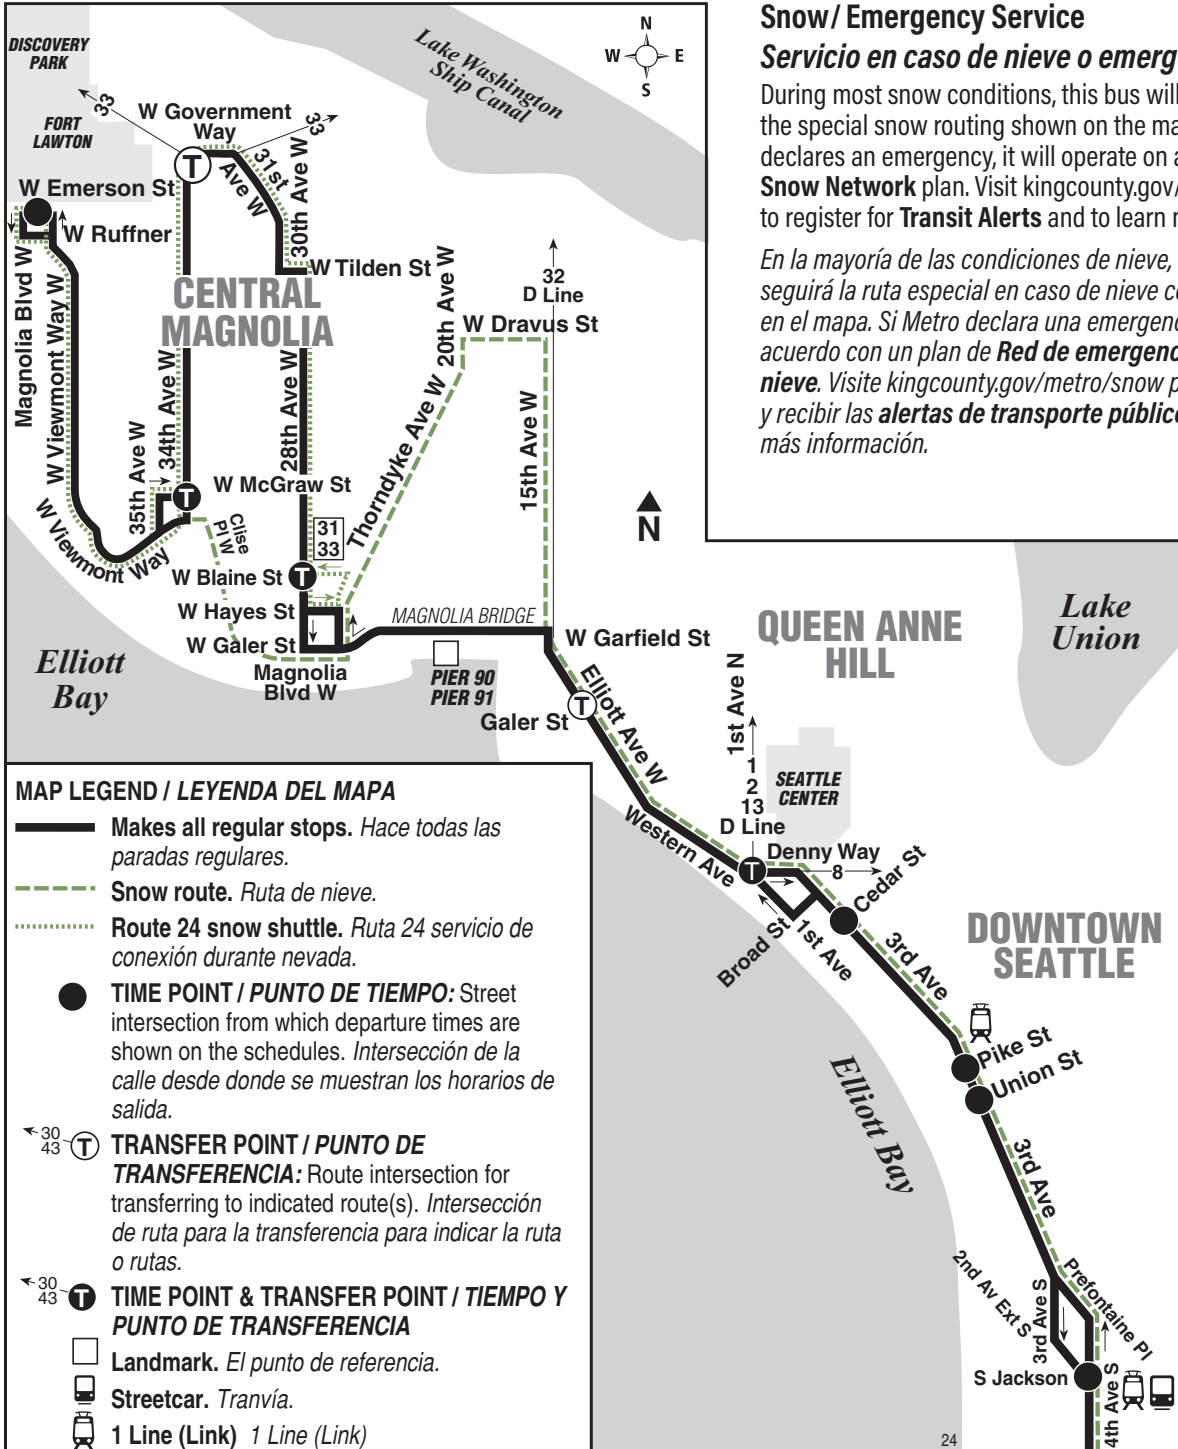 Snow/ Emergency Service
Servicio en caso de nieve o emerg
During most snow conditions, this bus will
the special snow routing shown on the ma
declares an emergency, it will operate on a
Snow Network plan. Visit kingcounty.gov/
to register for Transit Alerts and to learn
En la mayoría de las condiciones de nieve,
seguirá la ruta especial en caso de nieve co
en el mapa. Si Metro declara una emergenc
acuerdo con un plan de Red de emergenc
nieve. Visite kingcounty.gov/metro/snow p
y recibir las alertas de transporte público
más información.
DISCOVERY
PARK
FORT
LAWTON
Lake Washington
Ship Canal
N
W E
S
33
W Government
Way
33
31st
Ave W
30th Ave W
W Emerson St
T
W Ruffner
W Tilden St
CENTRAL
MAGNOLIA
Magnolia Blvd W
W Viewmont Way W
34th Ave W
35th Ave W
28th Ave W
20th Ave W
Thorndyke Ave W
32
D Line
W Dravus St
15th Ave W
W McGraw St
T
W Viewmont Way
Clise
Pl W
31
33
W Blaine St
T
W Hayes St
W Galer St
Magnolia
Blvd W
MAGNOLIA BRIDGE
W Garfield St
PIER 90
PIER 91
Galer St
T
Elliott Ave W
Elliott
Bay
N
QUEEN ANNE
HILL
Lake
Union
1st Ave N
1
2
13
D Line
SEATTLE
CENTER
Western Ave
T
Denny Way
8
Cedar St
Broad St
1st Ave
3rd Ave
DOWNTOWN
SEATTLE
Pike St
Union St
Elliott Bay
3rd Ave
2nd Av Ext S
3rd Ave S
Prefontaine Pl
S Jackson
4th Ave S
24
MAP LEGEND / LEYENDA DEL MAPA
Makes all regular stops. Hace todas las
paradas regulares.
Snow route. Ruta de nieve.
Route 24 snow shuttle. Ruta 24 servicio de
conexión durante nevada.
TIME POINT / PUNTO DE TIEMPO: Street
intersection from which departure times are
shown on the schedules. Intersección de la
calle desde donde se muestran los horarios de
salida.
30
43 T TRANSFER POINT / PUNTO DE
TRANSFERENCIA: Route intersection for
transferring to indicated route(s). Intersección
de ruta para la transferencia para indicar la ruta
o rutas.
30
43 T TIME POINT & TRANSFER POINT / TIEMPO Y
PUNTO DE TRANSFERENCIA
Landmark. El punto de referencia.
Streetcar. Tranvía.
1 Line (Link) 1 Line (Link)